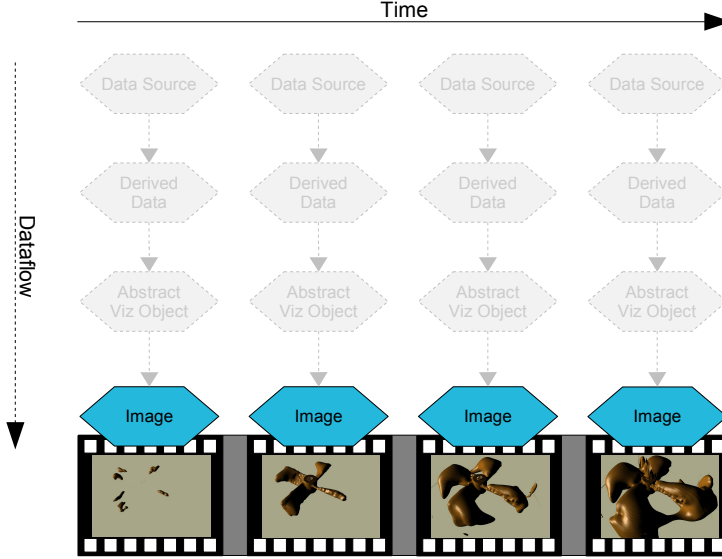 Time
Dataflow
Data Source
Data Source
Data Source
Data Source
Derived
Data
Derived
Data
Derived
Data
Derived
Data
Abstract
Viz Object
Abstract
Viz Object
Abstract
Viz Object
Abstract
Viz Object
Image
Image
Image
Image